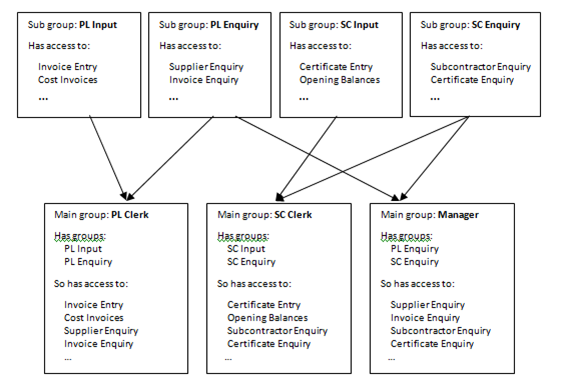 Sub group: PL Input
Has access to:
Invoice Entry
Cost Invoices
...
Sub group: PL Enquiry
Has access to:
Supplier Enquiry
Invoice Enquiry
...
Sub group: SC Input
Has access to:
Certificate Entry
Opening Balances
...
Sub group: SC Enquiry
Has access to:
Subcontractor Enquiry
Certificate Enquiry
...
Main group: PL Clerk
Has groups:
PL Input
PL Enquiry
So has access to:
Invoice Entry
Cost Invoices
Supplier Enquiry
Invoice Enquiry
...
Main group: SC Clerk
Has groups:
SC Input
SC Enquiry
So has access to:
Certificate Entry
Opening Balances
Subcontractor Enquiry
Certificate Enquiry
...
Main group: Manager
Has groups:
PL Enquiry
SC Enquiry
So has access to:
Supplier Enquiry
Invoice Enquiry
Subcontractor Enquiry
Certificate Enquiry
...